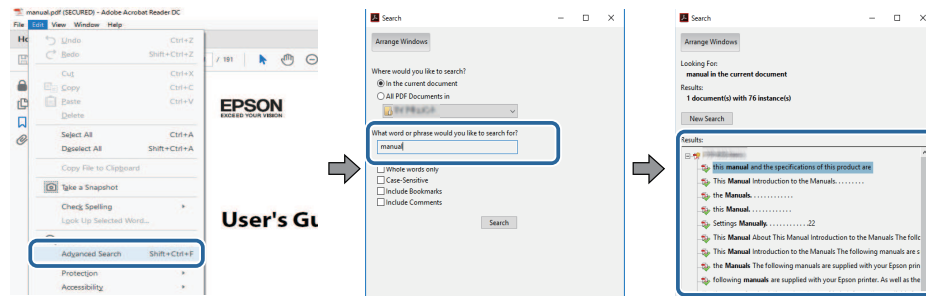 manual.pdf (SECURED) - Adobe Acrobat Reader DC
File Edit View Window Help
Undo Ctrl+Z
Redo Shift+Ctrl+Z
Cut Ctrl+X
Copy Ctrl+C
Paste Ctrl+V
Delete
Select All Ctrl+A
Deselect All Shift+Ctrl+A
Copy File to Clipboard
Take a Snapshot
Check Spelling
Look Up Selected Word...
Advanced Search Shift+Ctrl+F
Protection
Accessibility
/ 191
EPSON
EXCEED YOUR VISION
User's Gu
Search
Arrange Windows
Where would you like to search?
In the current document
All PDF Documents in
What word or phrase would you like to search for?
manual
Whole words only
Case-Sensitive
Include Bookmarks
Include Comments
Search
Search
Arrange Windows
Looking For:
manual in the current document
Results:
1 document(s) with 76 instance(s)
New Search
Results:
this manual and the specifications of this product are
This Manual Introduction to the Manuals. . . . . . . . .
the Manuals. . . . . . . . . . . . .
this Manual. . . . . . . . . . . . .
Settings Manually. . . . . . . . . . . . .22
This Manual About This Manual Introduction to the Manuals The follc
This Manual Introduction to the Manuals The following manuals are s
the Manuals The following manuals are supplied with your Epson prin
following manuals are supplied with your Epson printer. As well as the